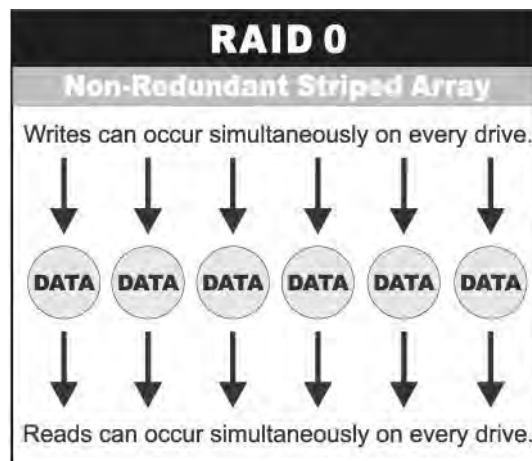 RAID 0
Non-Redundant Striped Array
Writes can occur simultaneously on every drive.
DATA DATA DATA DATA DATA DATA
Reads can occur simultaneously on every drive.